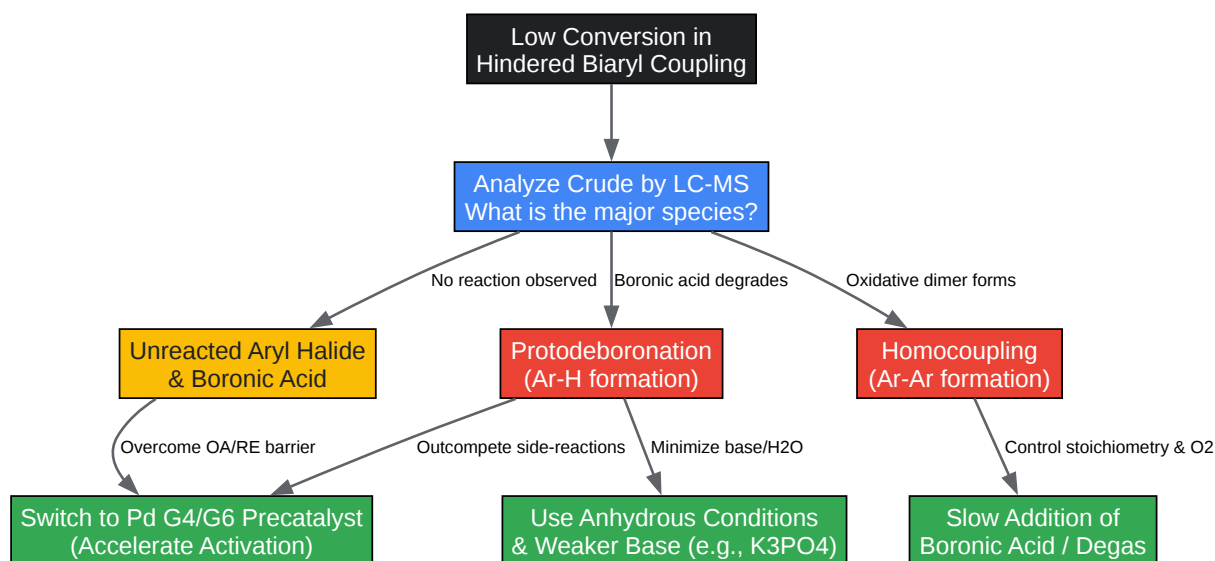 Low Conversion in
Hindered Biaryl Coupling
Analyze Crude by LC-MS
What is the major species?
No reaction observed
Boronic acid degrades
Oxidative dimer forms
Unreacted Aryl Halide
& Boronic Acid
Protodeboronation
(Ar-H formation)
Homocoupling
(Ar-Ar formation)
Overcome OA/RE barrier
Outcompete side-reactions
Minimize base/H2O
Control stoichiometry & O2
Switch to Pd G4/G6 Precatalyst
(Accelerate Activation)
Use Anhydrous Conditions
& Weaker Base (e.g., K3PO4)
Slow Addition of
Boronic Acid / Degas